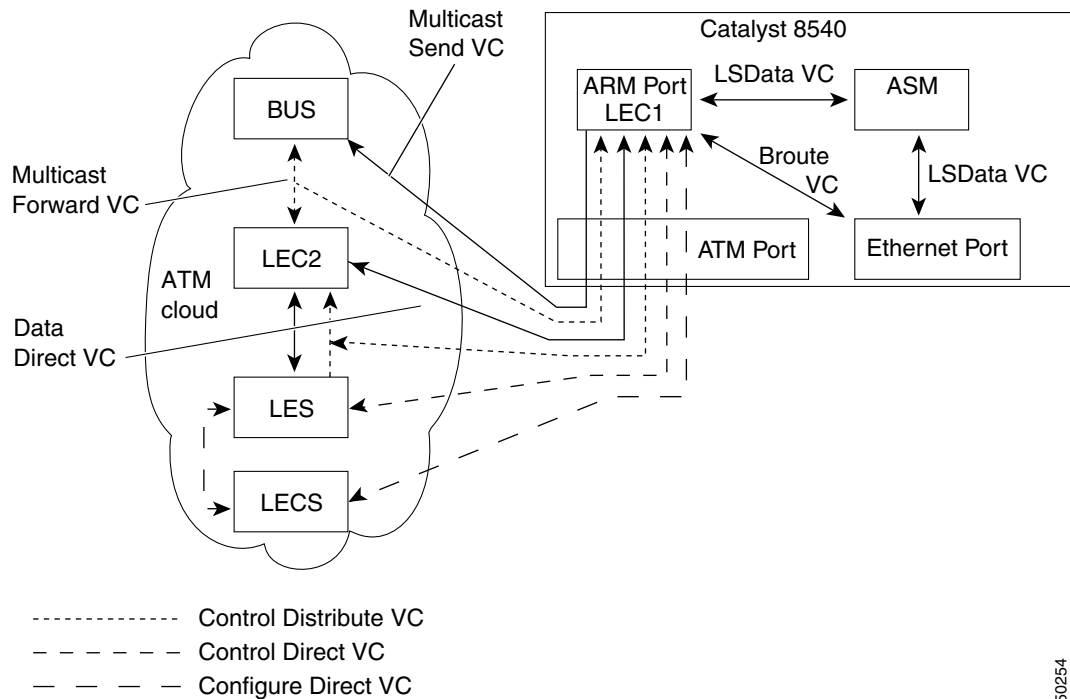 Multicast
Send VC
Catalyst 8540
BUS
ARM Port
LEC1
LSData VC
ASM
Multicast
Forward VC
Broute
VC
LSData VC
LEC2
ATM Port
Ethernet Port
ATM
cloud
Data
Direct VC
LES
LECS
Control Distribute VC
Control Direct VC
Configure Direct VC